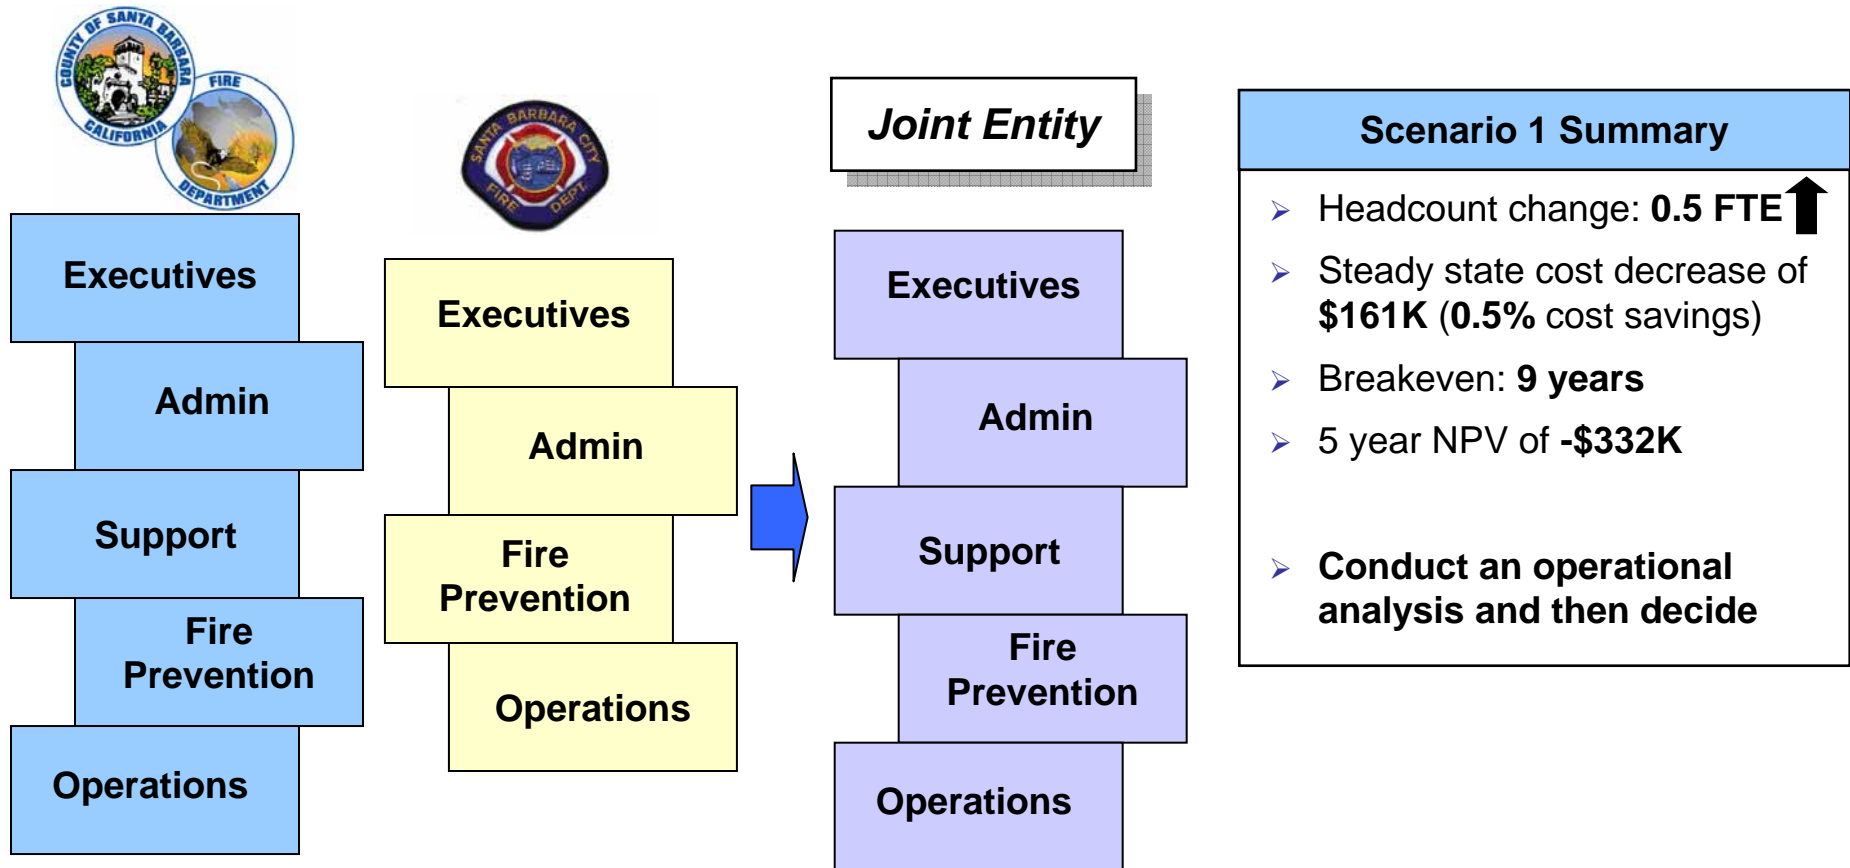 COUNTY OF SANTA BARBARA
CALIFORNIA
FIRE
DEPARTMENT
Executives
Admin
Support
Fire
Prevention
Operations
SANTA BARBARA CITY
FIRE DEPT.
Executives
Admin
Fire
Prevention
Operations
Joint Entity
Executives
Admin
Support
Fire
Prevention
Operations
Scenario 1 Summary
➢ Headcount change: 0.5 FTE
➢ Steady state cost decrease of
$161K (0.5% cost savings)
➢ Breakeven: 9 years
➢ 5 year NPV of -$332K
➢ Conduct an operational
analysis and then decide